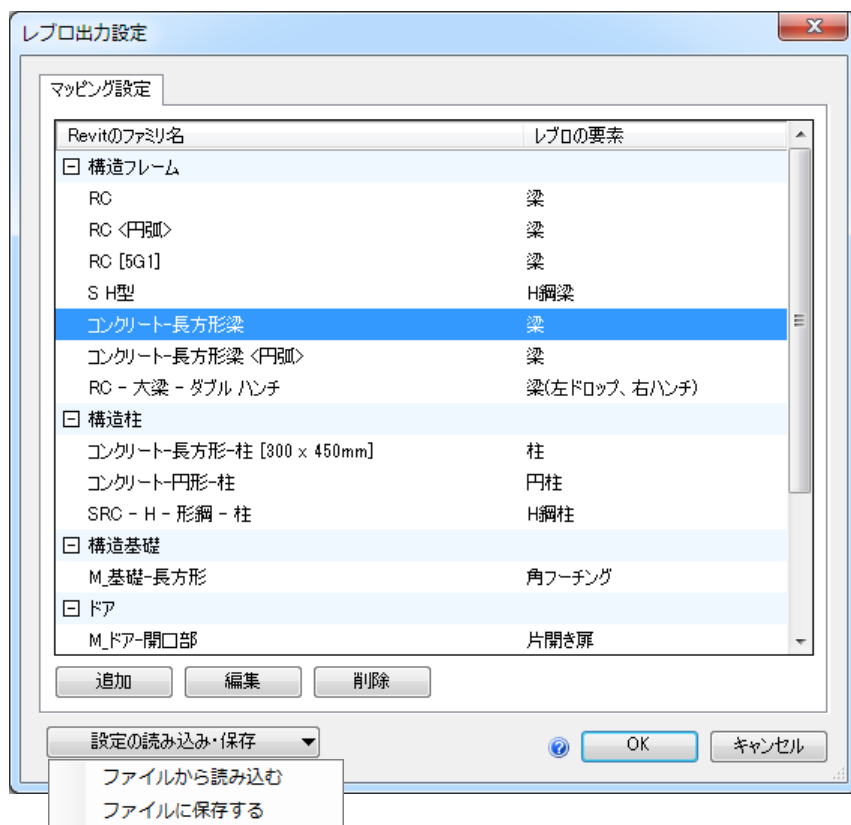 レブロ出力設定
マッピング設定
Revitのファミリ名 レブロの要素
構造フレーム
RC 梁
RC <円弧> 梁
RC [5G1] 梁
S H型 H鋼梁
コンクリート-長方形梁 梁
コンクリート-長方形梁 <円弧> 梁
RC - 大梁 - ダブル ハンチ 梁(左ドロップ、右ハンチ)
構造柱
コンクリート-長方形-柱 [300 x 450mm] 柱
コンクリート-円形-柱 円柱
SRC - H - 形鋼 - 柱 H鋼柱
構造基礎
M_基礎-長方形 角フーチング
ドア
M_ドア-開口部 片開き扉
追加 編集 削除
設定の読み込み・保存 OK キャンセル
ファイルから読み込む
ファイルに保存する